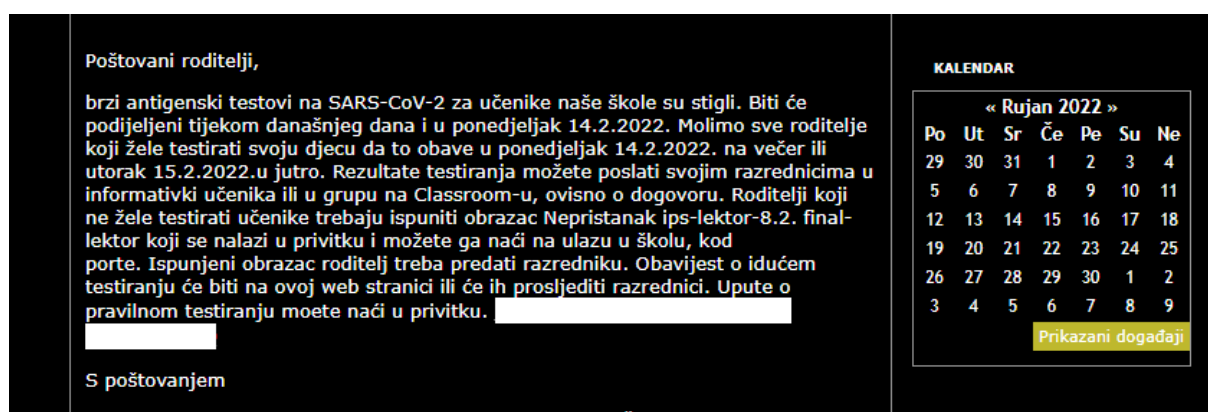 Poštovani roditelji,
brzi antigenski testovi na SARS-CoV-2 za učenike naše škole su stigli. Biti će
podijeljeni tijekom današnjeg dana i u ponedjeljak 14.2.2022. Molimo sve roditelje
koji žele testirati svoju djecu da to obave u ponedjeljak 14.2.2022. na večer ili
utorak 15.2.2022.u jutro. Rezultate testiranja možete poslati svojim razrednicima u
informativki učenika ili u grupu na Classroom-u, ovisno o dogovoru. Roditelji koji
ne žele testirati učenike trebaju ispuniti obrazac Nepristanak ips-lektor-8.2. final-
lektor koji se nalazi u privitku i možete ga naći na ulazu u školu, kod
porte. Ispunjeni obrazac roditelj treba predati razredniku. Obavijest o idućem
testiranju će biti na ovoj web stranici ili će ih prosljediti razrednici. Upute o
pravilnom testiranju moete naći u privitku.
S poštovanjem
KALENDAR
« Rujan 2022 »
Po Ut Sr Če Pe Su Ne
29 30 31 1 2 3 4
5 6 7 8 9 10 11
12 13 14 15 16 17 18
19 20 21 22 23 24 25
26 27 28 29 30 1 2
3 4 5 6 7 8 9
Prikazani događaji